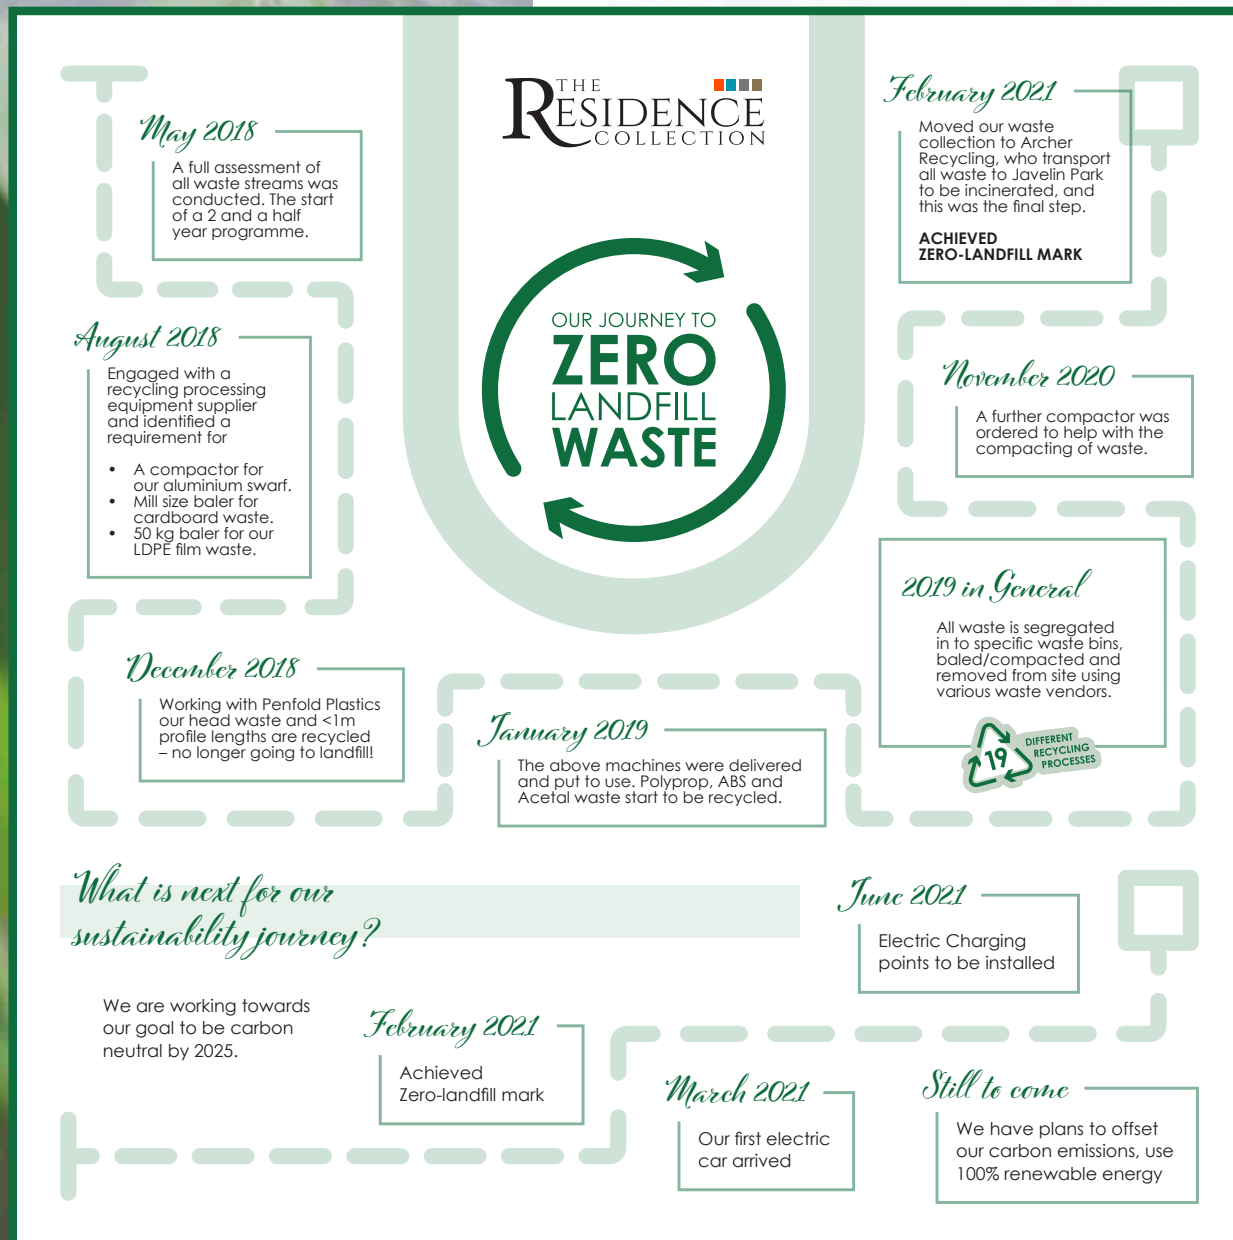 THE
RESIDENCE
COLLECTION
OUR JOURNEY TO
ZERO
LANDFILL
WASTE
May 2018
A full assessment of
all waste streams was
conducted. The start
of a 2 and a half
year programme.
August 2018
Engaged with a
recycling processing
equipment supplier
and identified a
requirement for
• A compactor for
our aluminium swarf.
• Mill size baler for
cardboard waste.
• 50 kg baler for our
LDPE film waste.
December 2018
Working with Penfold Plastics
our head waste and <1m
profile lengths are recycled
– no longer going to landfill!
January 2019
The above machines were delivered
and put to use. Polyprop, ABS and
Acetal waste start to be recycled.
2019 in General
All waste is segregated
in to specific waste bins,
baled/compacted and
removed from site using
various waste vendors.
19
DIFFERENT
RECYCLING
PROCESSES
November 2020
A further compactor was
ordered to help with the
compacting of waste.
February 2021
Moved our waste
collection to Archer
Recycling, who transport
all waste to Javelin Park
to be incinerated, and
this was the final step.
ACHIEVED
ZERO-LANDFILL MARK
What is next for our
sustainability journey?
We are working towards
our goal to be carbon
neutral by 2025.
February 2021
Achieved
Zero-landfill mark
March 2021
Our first electric
car arrived
June 2021
Electric Charging
points to be installed
Still to come
We have plans to offset
our carbon emissions, use
100% renewable energy